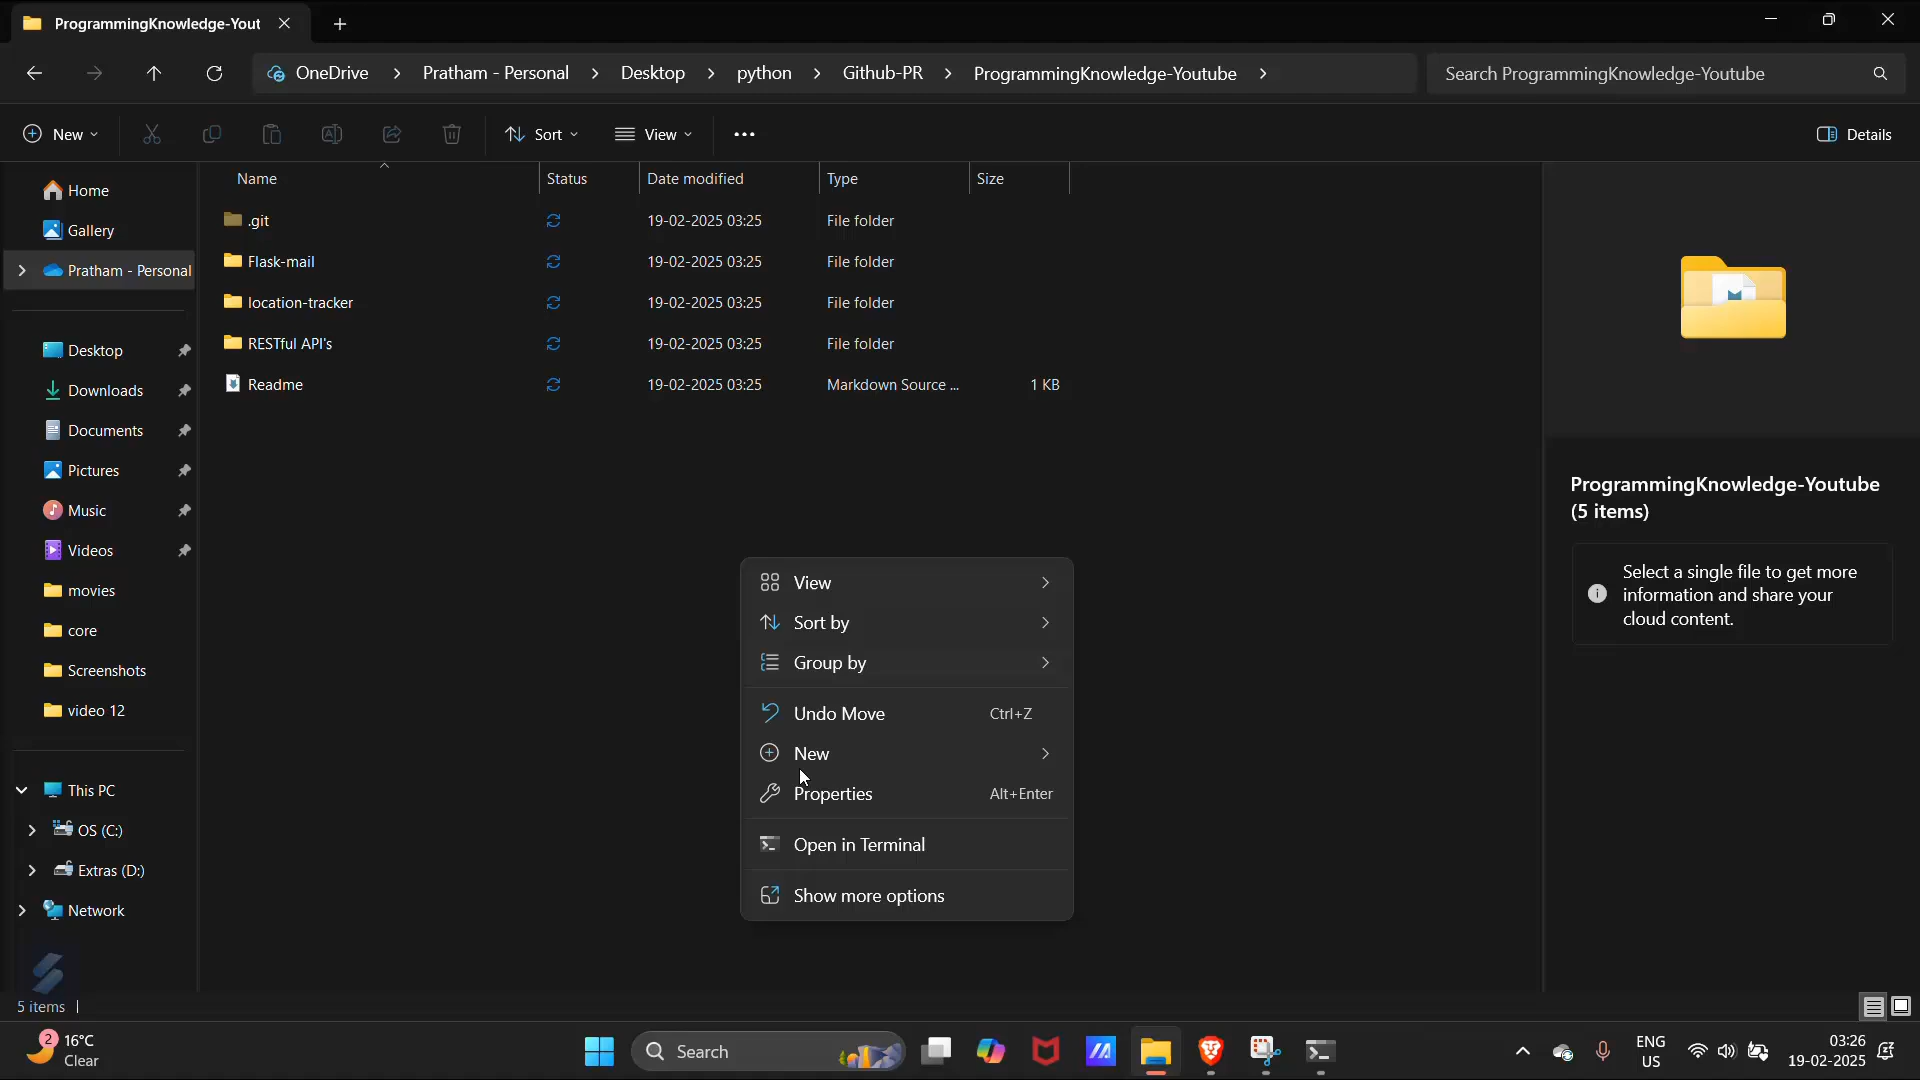 ProgrammingKnowledge-Yout
OneDrive > Pratham - Personal > Desktop > python > Github-PR > ProgrammingKnowledge-Youtube >
Search ProgrammingKnowledge-Youtube
New
Sort
View
Details
Name Status Date modified Type Size
.git 19-02-2025 03:25 File folder
Flask-mail 19-02-2025 03:25 File folder
location-tracker 19-02-2025 03:25 File folder
RESTful API's 19-02-2025 03:25 File folder
Readme 19-02-2025 03:25 Markdown Source ... 1 KB
Home
Gallery
Pratham - Personal
Desktop
Downloads
Documents
Pictures
Music
Videos
movies
core
Screenshots
video 12
This PC
OS (C:)
Extras (D:)
Network
View
Sort by
Group by
Undo Move Ctrl+Z
New
Properties Alt+Enter
Open in Terminal
Show more options
ProgrammingKnowledge-Youtube
(5 items)
Select a single file to get more
information and share your
cloud content.
5 items
2
16°C
Clear
Search
ENG
US
03:26
19-02-2025